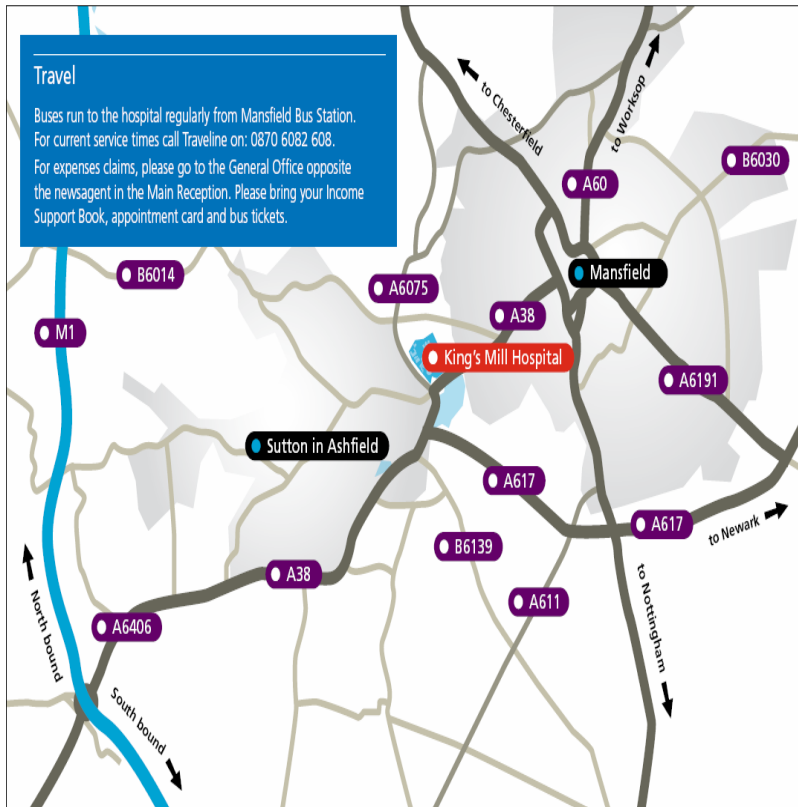 Travel
Buses run to the hospital regularly from Mansfield Bus Station.
For current service times call Traveline on: 0870 6082 608.
For expenses claims, please go to the General Office opposite
the newsagent in the Main Reception. Please bring your Income
Support Book, appointment card and bus tickets.
to Chesterfield
to Worksop
B6030
A60
B6014
A6075
Mansfield
M1
A38
King's Mill Hospital
A6191
Sutton in Ashfield
A617
A617
to Newark
B6139
A38
A611
to Nottingham
North bound
A6406
South bound